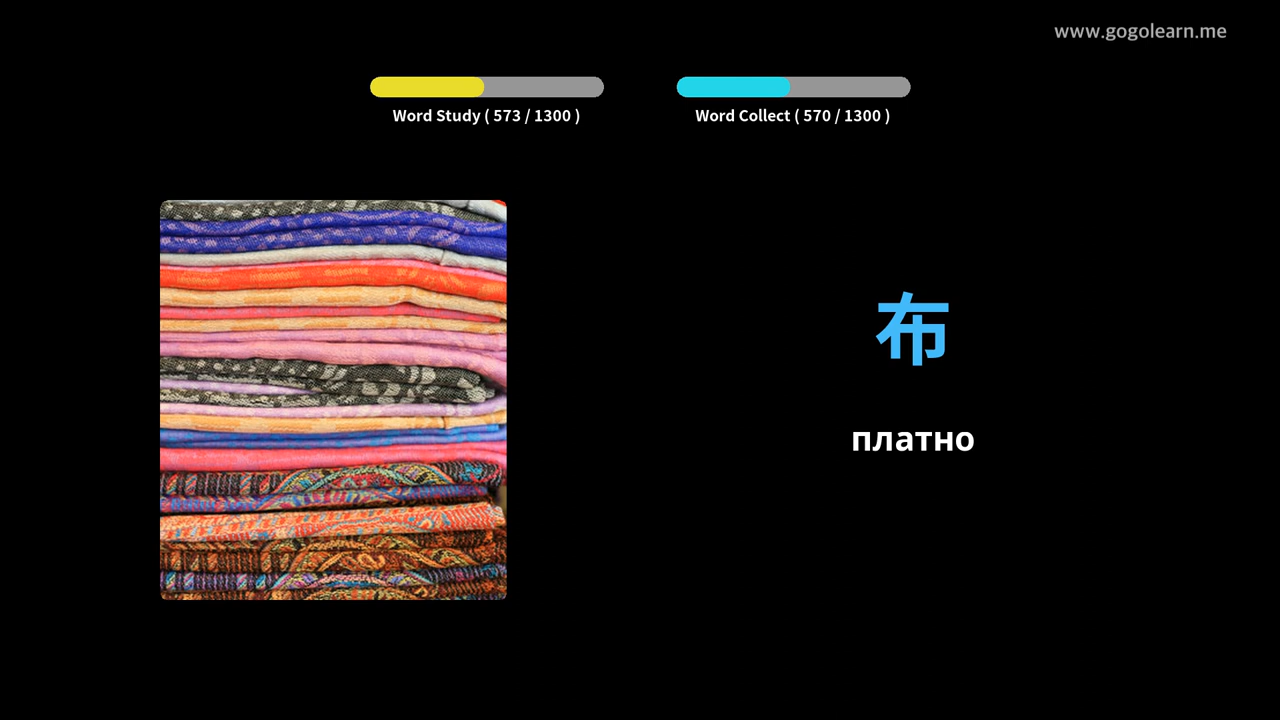 www.gogolearn.me
Word Study ( 573 / 1300 )
Word Collect ( 570 / 1300 )
布
платно